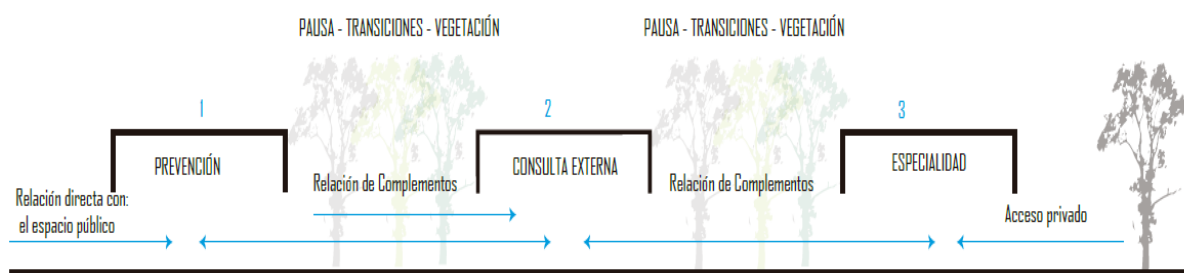 PAUSA - TRANSICIONES - VEGETACIÓN
PAUSA - TRANSICIONES - VEGETACIÓN
1
2
3
PREVENCIÓN
CONSULTA EXTERNA
ESPECIALIDAD
Relación directa con:
el espacio público
Relación de Complementos
Relación de Complementos
Acceso privado